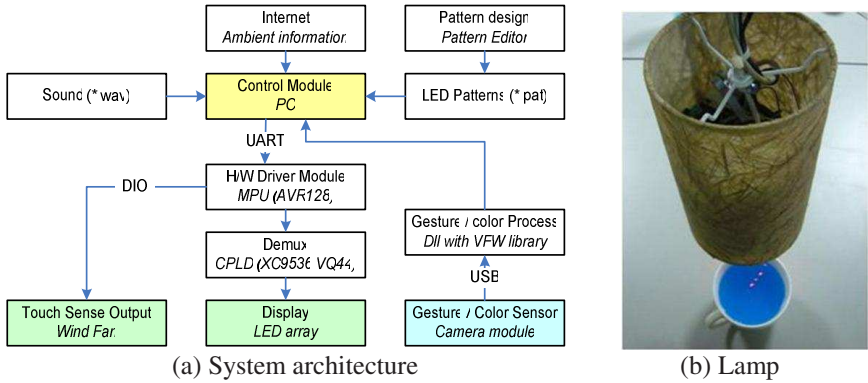 Internet
Ambient information
Pattern design
Pattern Editor
Sound (*wav)
Control Module
PC
LED Patterns (*pat)
UART
H/W Driver Module
MPU (AVR128)
DIO
Demux
CPLD (XC9536 VQ44)
Gesture / color Process
Dll with VFW library
USB
Touch Sense Output
Wind Fan
Display
LED array
Gesture / Color Sensor
Camera module
(a) System architecture
(b) Lamp